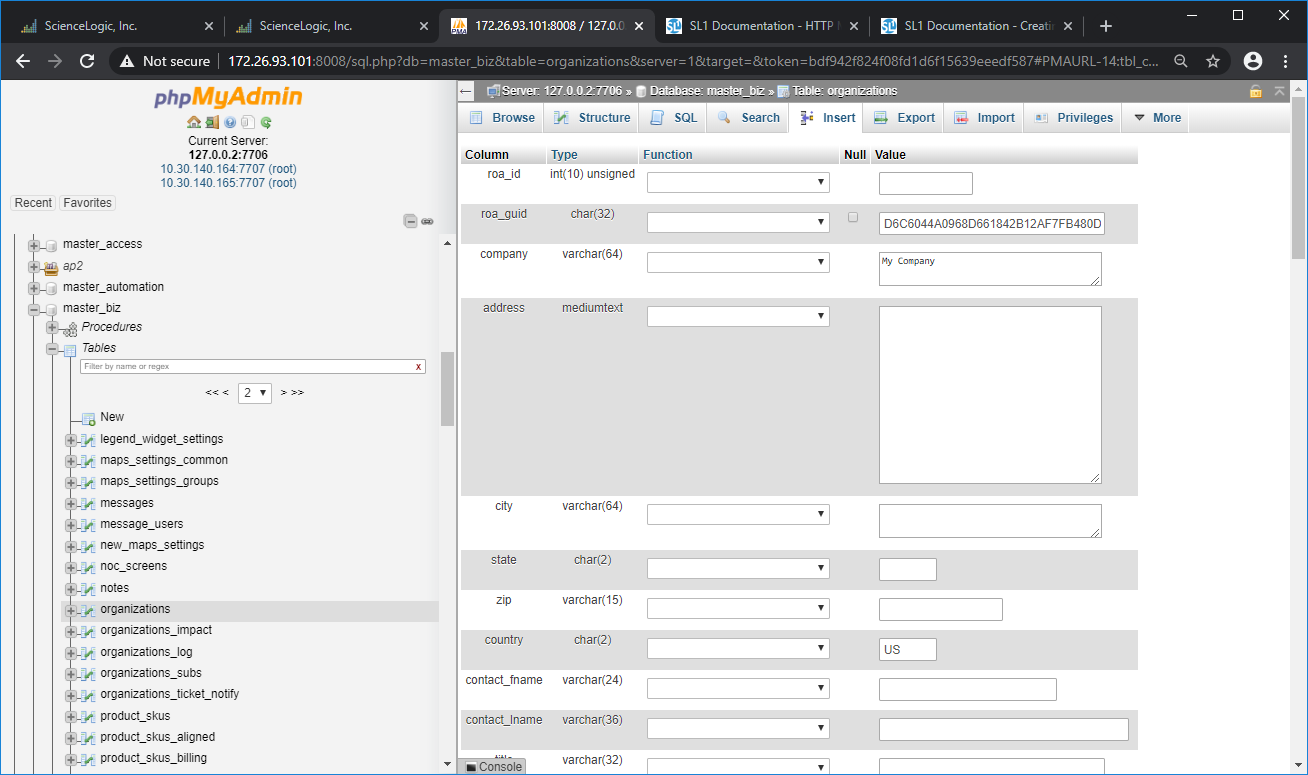 ScienceLogic, Inc.
ScienceLogic, Inc.
172.26.93.101:8008 / 127.0.0
SL1 Documentation - HTTP
SL1 Documentation - Creati
Not secure
172.26.93.101:8008/sql.php?db=master_biz&table=organizations&server=1&target=&token=bdf942f824f08fd1d6f15639eeedf587#PMAURL-14:tbl_c...
phpMyAdmin
Current Server:
127.0.0.2:7706
10.30.140.164:7707 (root)
10.30.140.165:7707 (root)
Recent Favorites
master_access
ap2
master_automation
master_biz
Procedures
Tables
Filter by name or regex X
<< < 2 > >>
New
legend_widget_settings
maps_settings_common
maps_settings_groups
messages
message_users
new_maps_settings
noc_screens
notes
organizations
organizations_impact
organizations_log
organizations_subs
organizations_ticket_notify
product_skus
product_skus_aligned
product_skus_billing
Server: 127.0.0.2:7706 » Database: master_biz » Table: organizations
Browse Structure SQL Search Insert Export Import Privileges More
Column Type Function Null Value
roa_id int(10) unsigned
roa_guid char(32) D6C6044A0968D661842B12AF7FB480D
company varchar(64) My Company
address mediumtext
city varchar(64)
state char(2)
zip varchar(15)
country char(2) US
contact_fname varchar(24)
contact_lname varchar(36)
title varchar(32)
Console